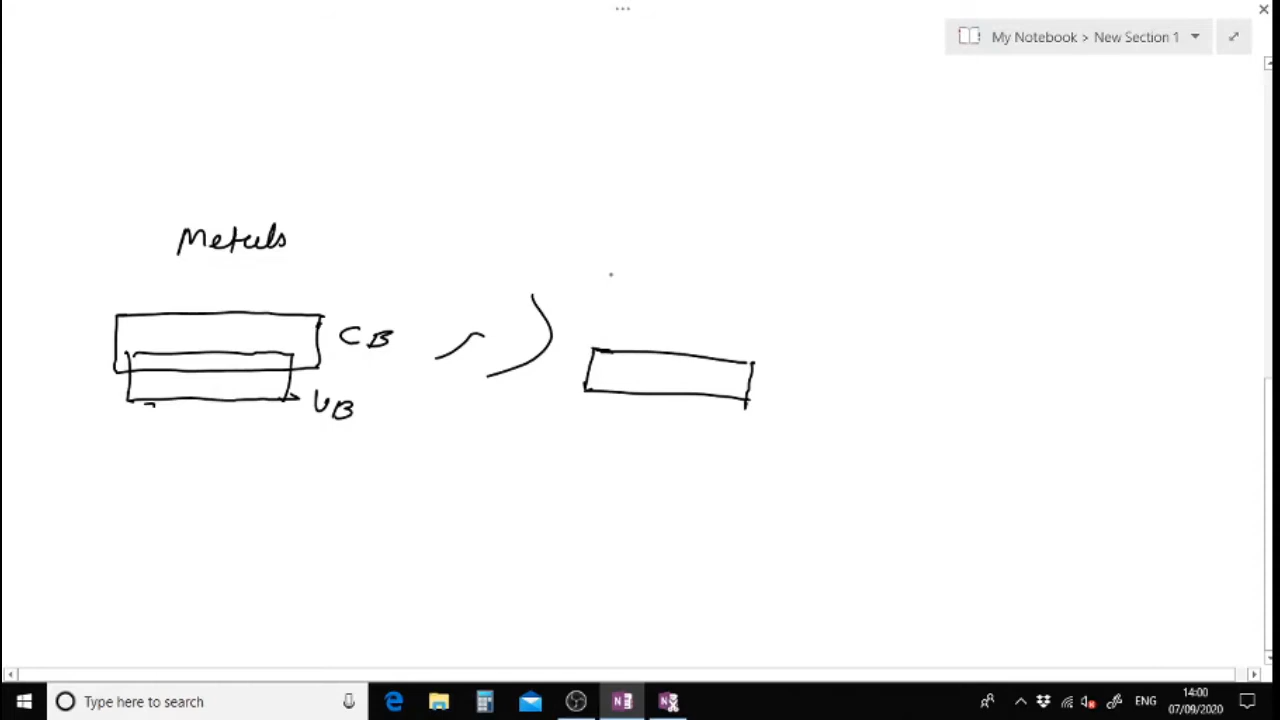 My Notebook > New Section 1
Metals
CB
VB
Type here to search
ENG
14:00
07/09/2020